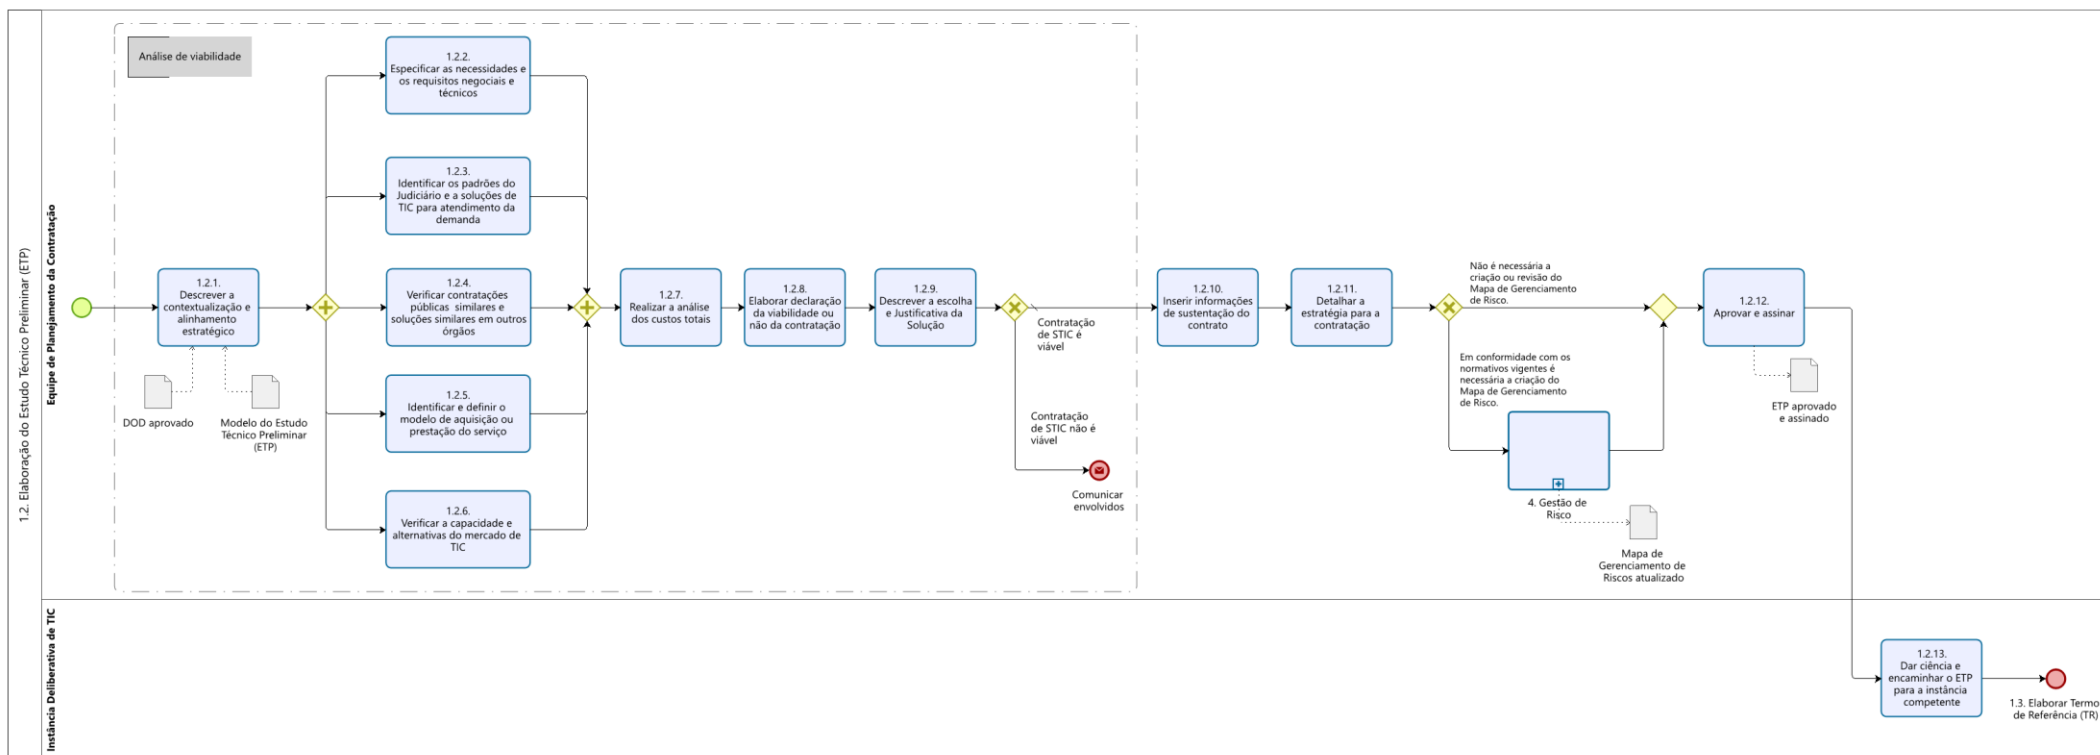 1.2. Elaboração do Estudo Técnico Preliminar (ETP)
Equipe de Planejamento da Contratação
Análise de viabilidade
1.2.1.
Descrever a
contextualização e
alinhamento
estratégico
DOD aprovado
Modelo do Estudo
Técnico Preliminar
(ETP)
1.2.2.
Especificar as necessidades e
os requisitos negociais e
técnicos
1.2.3.
Identificar os padrões do
Judiciário e a soluções de
TIC para atendimento da
demanda
1.2.4.
Verificar contratações
públicas  similares e
soluções similares em outros
órgãos
1.2.5.
Identificar e definir o
modelo de aquisição ou
prestação do serviço
1.2.6.
Verificar a capacidade e
alternativas do mercado de
TIC
1.2.7.
Realizar a análise
dos custos totais
1.2.8.
Elaborar declaração
da viabilidade ou
não da contratação
1.2.9.
Descrever a escolha
e Justificativa da
Solução
Contratação
de STIC é
viável
Contratação
de STIC não é
viável
Comunicar
envolvidos
1.2.10.
Inserir informações
de sustentação do
contrato
1.2.11.
Detalhar a
estratégia para a
contratação
Não é necessária a
criação ou revisão do
Mapa de Gerenciamento
de Risco.
Em conformidade com os
normativos vigentes é
necessária a criação do
Mapa de Gerenciamento
de Risco.
4. Gestão de
Risco
Mapa de
Gerenciamento de
Riscos atualizado
1.2.12.
Aprovar e assinar
ETP aprovado
e assinado
Instância Deliberativa de TIC
1.2.13.
Dar ciência e
encaminhar o ETP
para a instância
competente
1.3. Elaborar Termo
de Referência (TR)